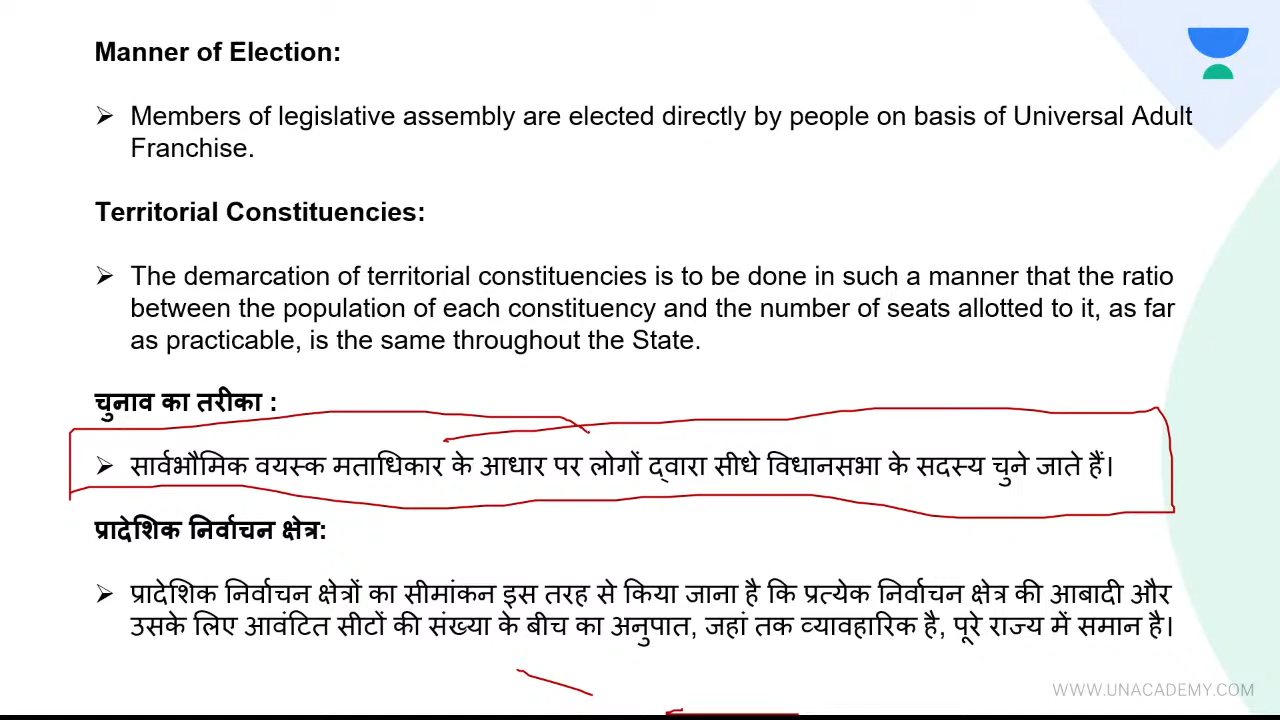 Manner of Election:
➢ Members of legislative assembly are elected directly by people on basis of Universal Adult
Franchise.
Territorial Constituencies:
➢ The demarcation of territorial constituencies is to be done in such a manner that the ratio
between the population of each constituency and the number of seats allotted to it, as far
as practicable, is the same throughout the State.
चुनाव का तरीका :
➢ सार्वभौमिक वयस्क मताधिकार के आधार पर लोगों द्वारा सीधे विधानसभा के सदस्य चुने जाते हैं।
प्रादेशिक निर्वाचन क्षेत्र:
➢ प्रादेशिक निर्वाचन क्षेत्रों का सीमांकन इस तरह से किया जाना है कि प्रत्येक निर्वाचन क्षेत्र की आबादी और
उसके लिए आवंटित सीटों की संख्या के बीच का अनुपात, जहां तक व्यावहारिक है, पूरे राज्य में समान है।
WWW.UNACADEMY.COM